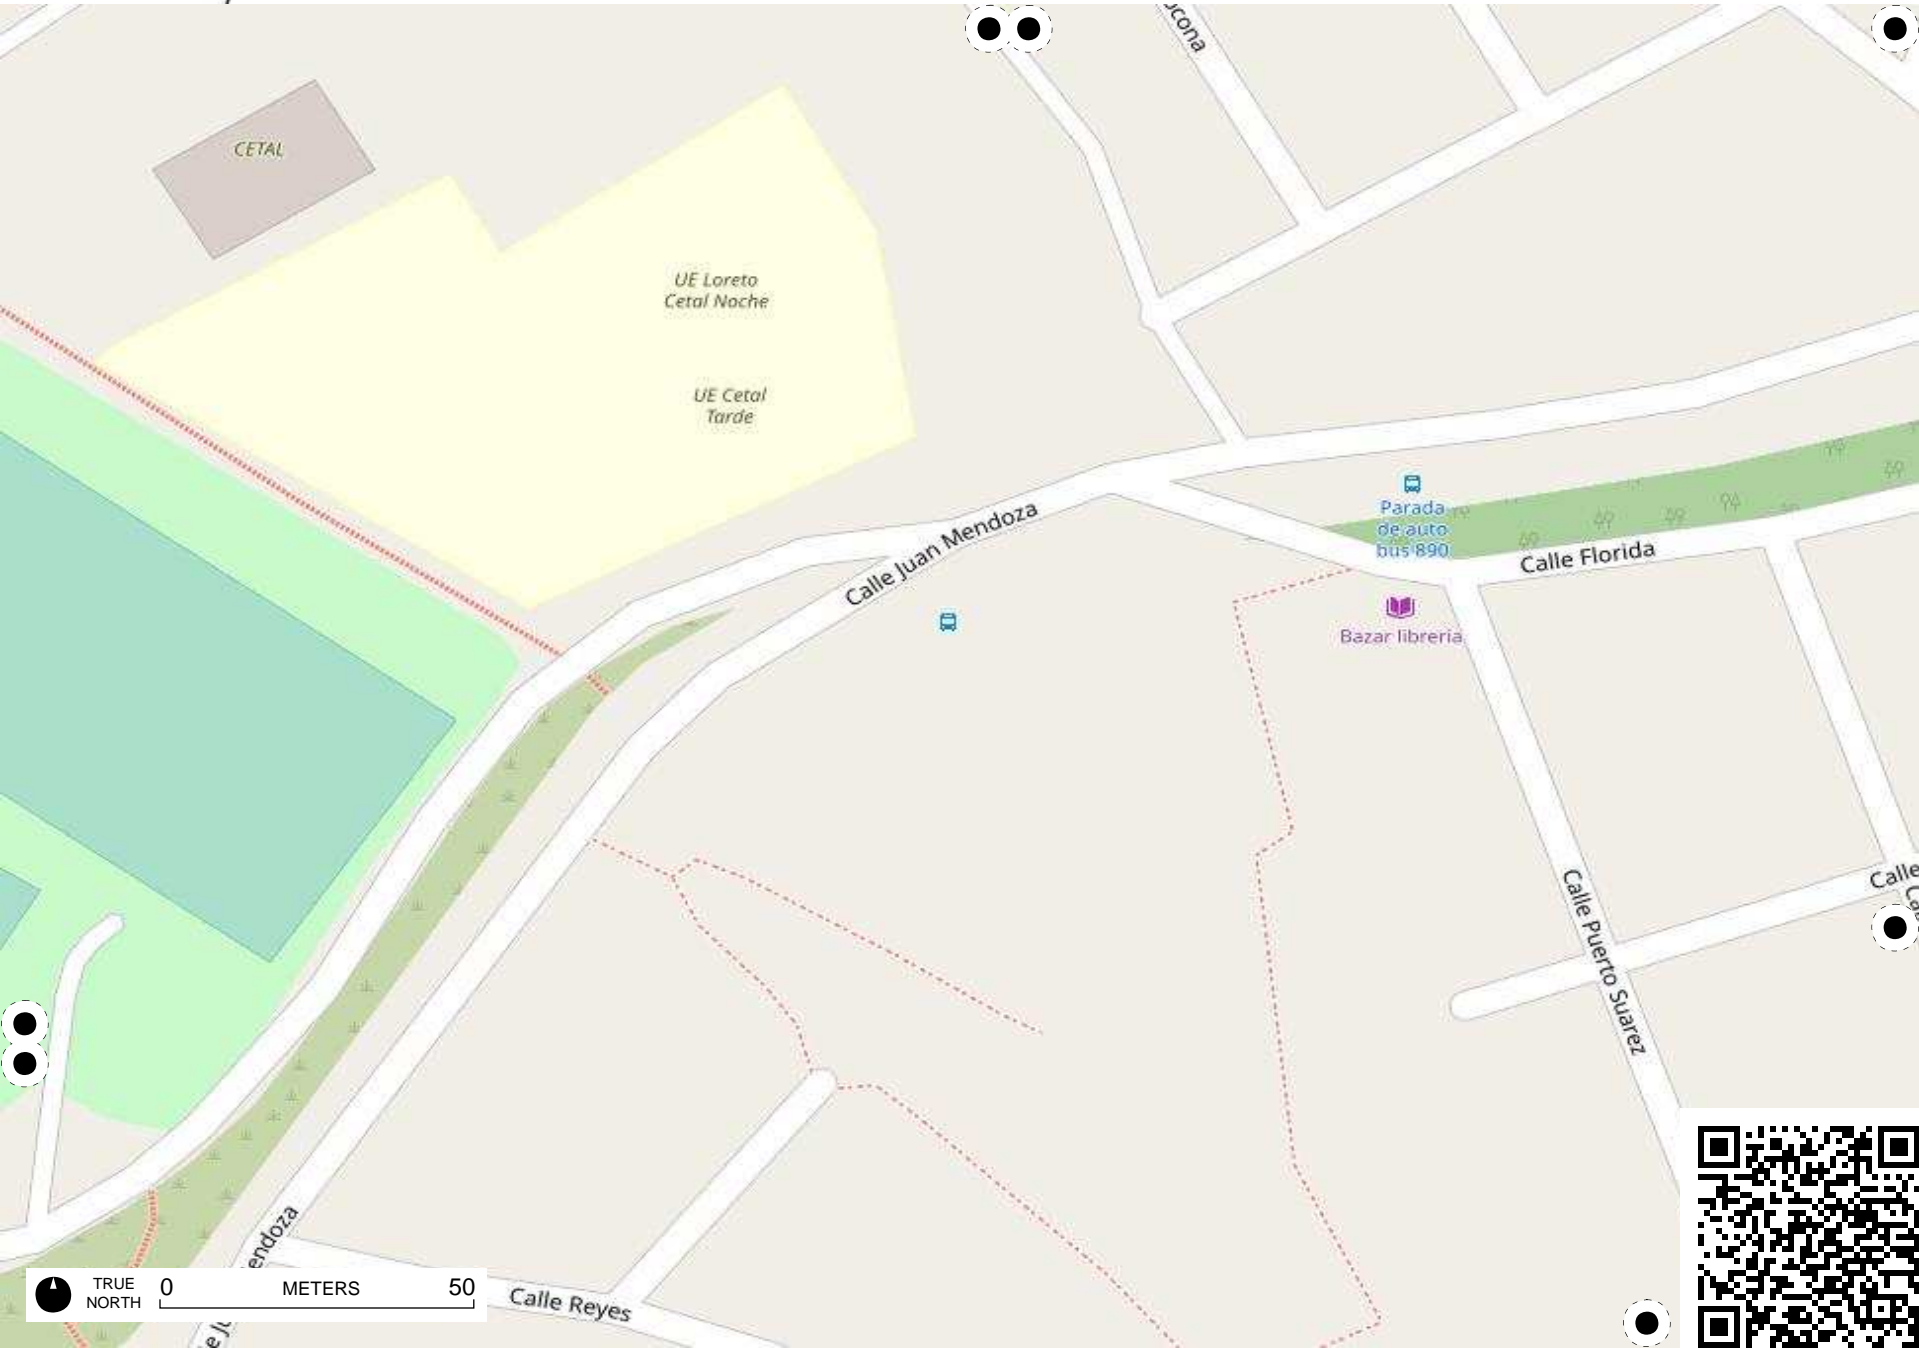 CETAL
UE Loreto
Cetal Noche
UE Cetal
Tarde
Calle Juan Mendoza
Parada
de auto
bus 890
Calle Florida
Bazar libreria
Calle Puerto Suarez
Calle
TRUE
NORTH
0
METERS
50
Calle Reyes